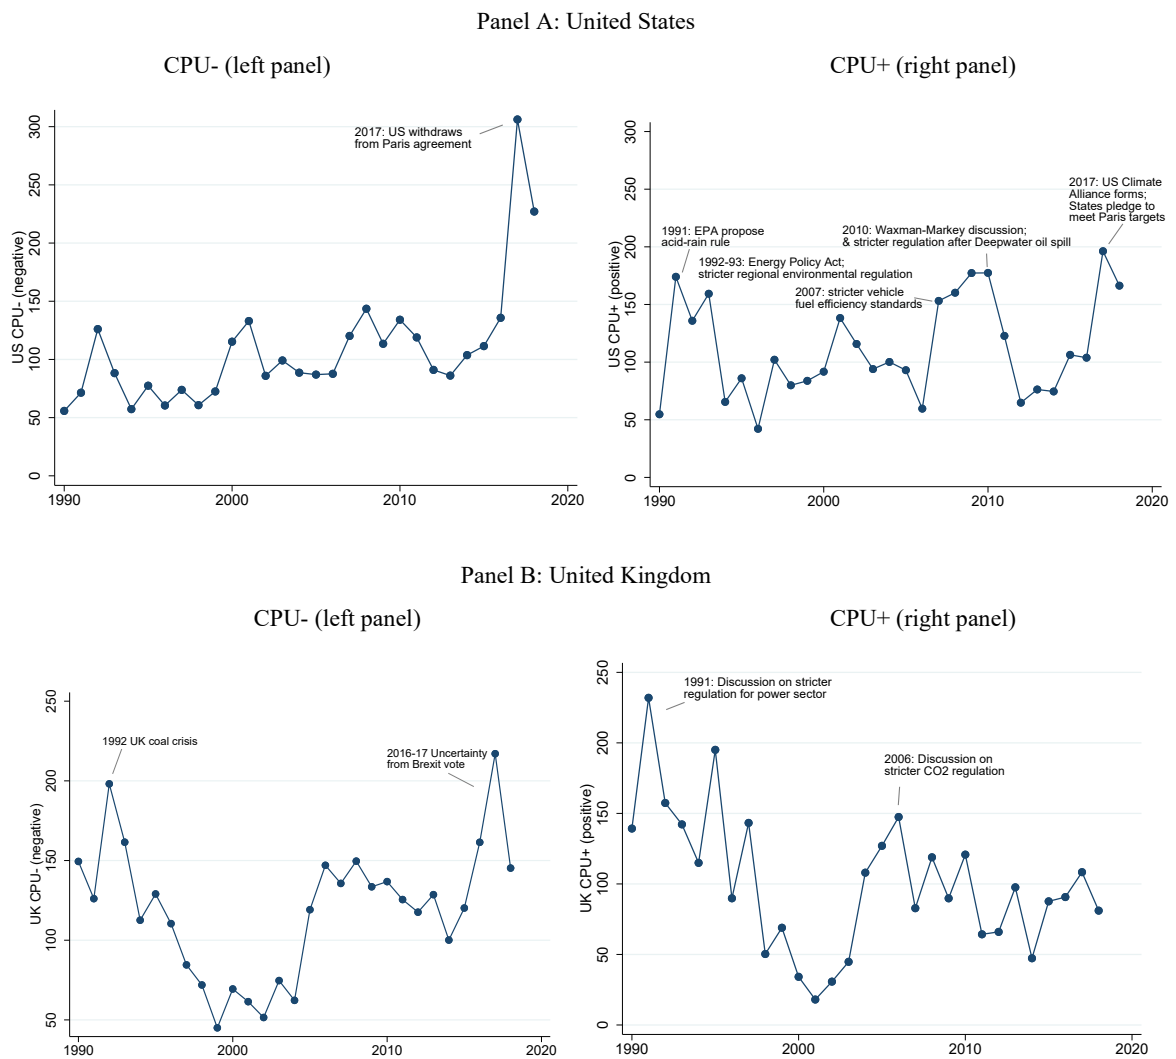 Panel A: United States
CPU- (left panel)
CPU+ (right panel)
US CPU- (negative)
300
250
200
150
100
50
0
1990
2000
2010
2020
2017: US withdraws
from Paris agreement
US CPU+ (positive)
300
250
200
150
100
50
0
1990
2000
2010
2020
1991: EPA propose
acid-rain rule
1992-93: Energy Policy Act;
stricter regional environmental regulation
2007: stricter vehicle
fuel efficiency standards
2010: Waxman-Markey discussion;
& stricter regulation after Deepwater oil spill
2017: US Climate
Alliance forms;
States pledge to
meet Paris targets
Panel B: United Kingdom
CPU- (left panel)
CPU+ (right panel)
UK CPU- (negative)
250
200
150
100
50
1990
2000
2010
2020
1992 UK coal crisis
2016-17 Uncertainty
from Brexit vote
UK CPU+ (positive)
250
200
150
100
50
0
1990
2000
2010
2020
1991: Discussion on stricter
regulation for power sector
2006: Discussion on
stricter CO2 regulation